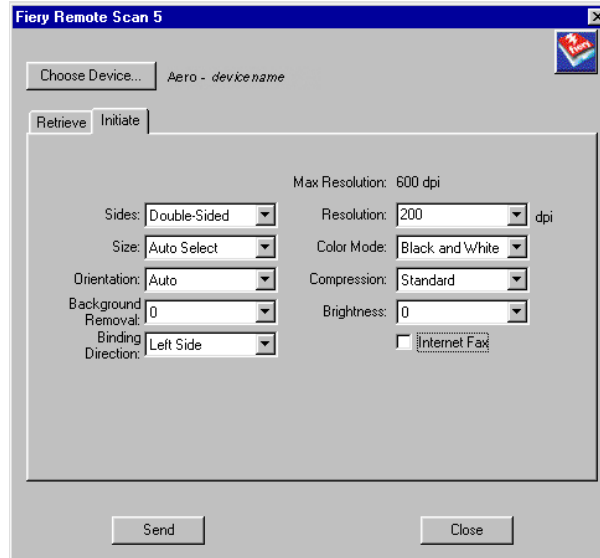 Fiery Remote Scan 5
fiery
Choose Device... Aero - devicename
Retrieve Initiate
Max Resolution: 600 dpi
Sides: Double-Sided Resolution: 200 dpi
Size: Auto Select Color Mode: Black and White
Orientation: Auto Compression: Standard
Background Removal: 0 Brightness: 0
Binding Direction: Left Side Internet Fax
Send Close